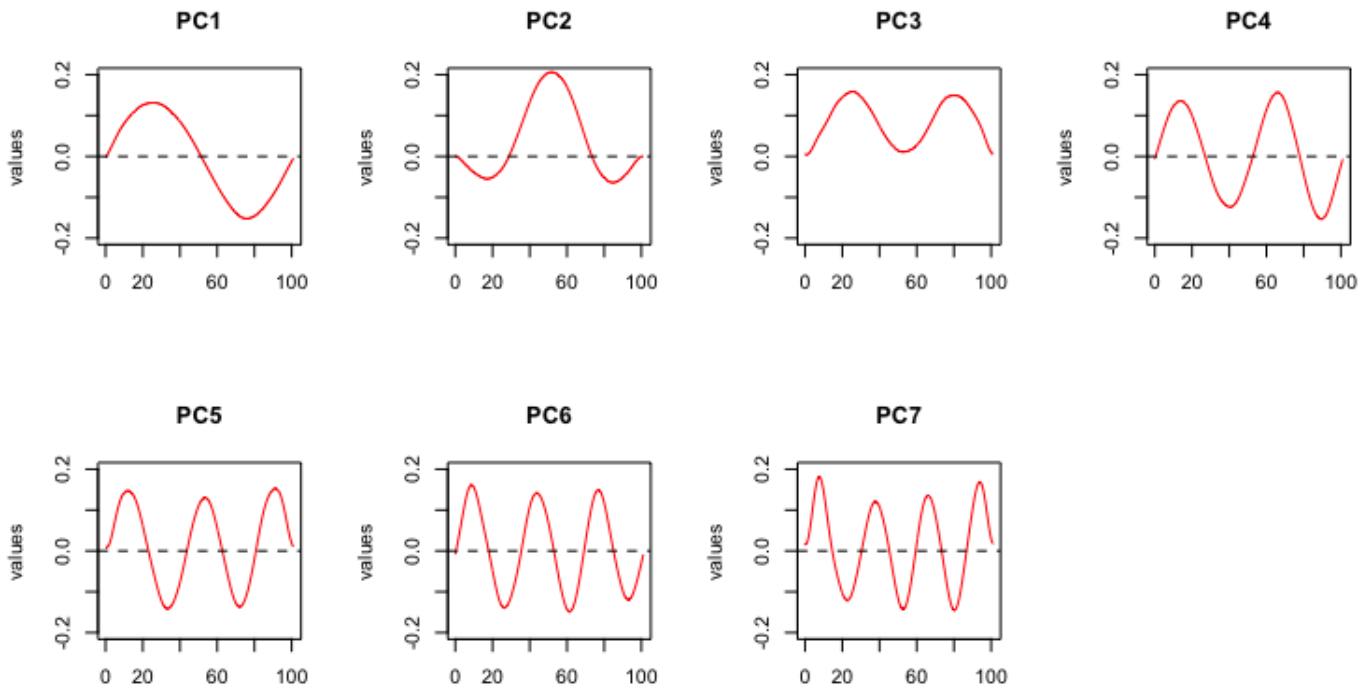 PC1 PC2 PC3 PC4
values values values values
0.2 0.2 0.2 0.2
0.0 0.0 0.0 0.0
-0.2 -0.2 -0.2 -0.2
0 20 60 100 0 20 60 100 0 20 60 100 0 20 60 100
PC5 PC6 PC7
values values values
0.2 0.2 0.2
0.0 0.0 0.0
-0.2 -0.2 -0.2
0 20 60 100 0 20 60 100 0 20 60 100